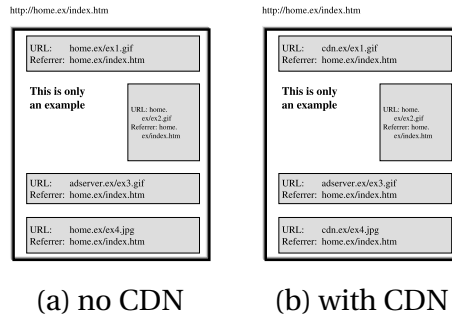 http://home.ex/index.htm
URL: home.ex/ex1.gif
Referrer: home.ex/index.htm
This is only
an example
URL: home.
ex/ex2.gif
Referrer: home.
ex/index.htm
URL: adserver.ex/ex3.gif
Referrer: home.ex/index.htm
URL: home.ex/ex4.jpg
Referrer: home.ex/index.htm
(a) no CDN
http://home.ex/index.htm
URL: cdn.ex/ex1.gif
Referrer: home.ex/index.htm
This is only
an example
URL: home.
ex/ex2.gif
Referrer: home.
ex/index.htm
URL: adserver.ex/ex3.gif
Referrer: home.ex/index.htm
URL: cdn.ex/ex4.jpg
Referrer: home.ex/index.htm
(b) with CDN